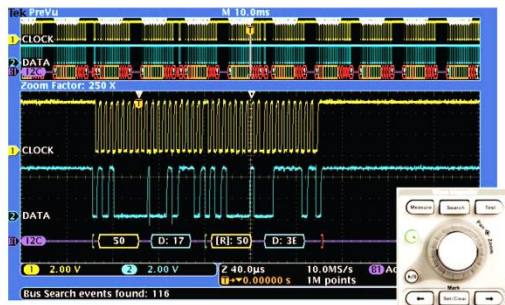 Tek PreVu M 10.0ms
1 CLOCK
2 DATA
B1 I2C
Zoom Factor: 250 X
T
1 CLOCK
2 DATA
B1 I2C [ 50 D: 17 [R]: 50 D: 3E ]
1 2.00 V 2 2.00 V Z 40.0µs 10.0MS/s B1
T→▼0.00000 s 1M points
Bus Search events found: 116
Measure Search Test
Pan Zoom
Mark
← Set/Clear →